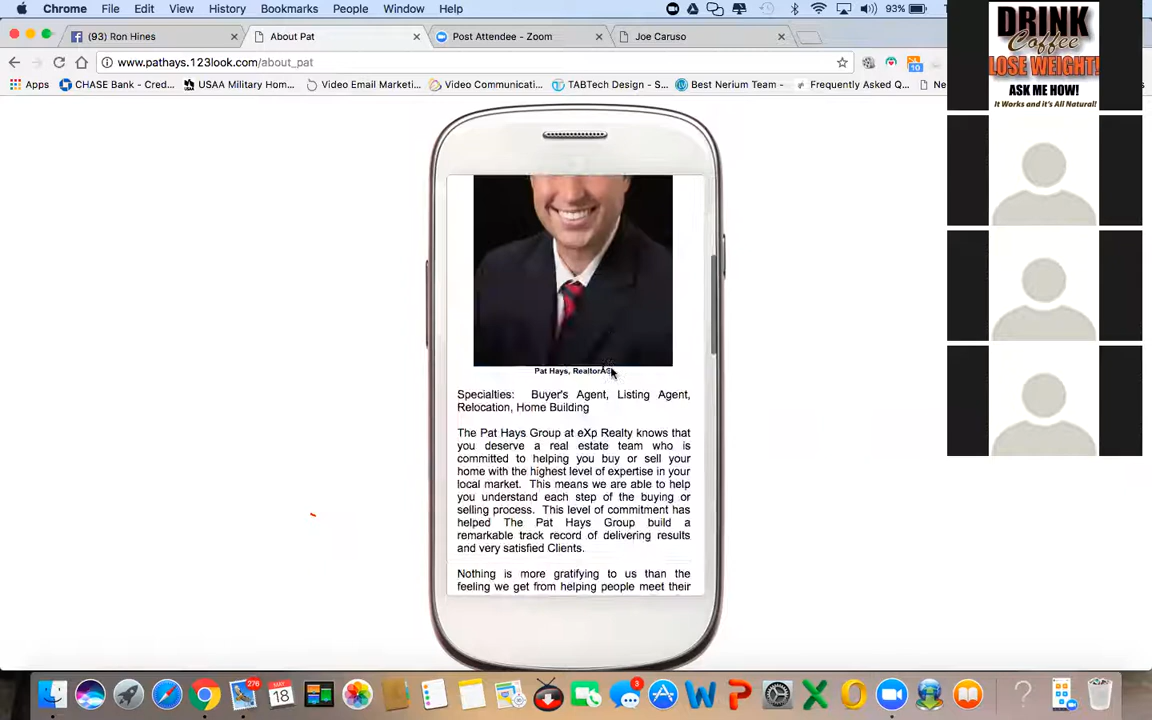 Chrome File Edit View History Bookmarks People Window Help 93%
(93) Ron Hines
About Pat
Post Attendee - Zoom
Joe Caruso
www.pathays.123look.com/about_pat
10
Apps CHASE Bank - Cred... USAA Military Hom... Video Email Marketi... Video Communicati... TABTech Design - S... Best Nerium Team - Frequently Asked Q...
DRINK
Coffee
LOSE WEIGHT!
ASK ME HOW!
It Works and it's All Natural!
Pat Hays, Realtor
Specialties: Buyer's Agent, Listing Agent,
Relocation, Home Building
The Pat Hays Group at eXp Realty knows that
you deserve a real estate team who is
committed to helping you buy or sell your
home with the highest level of expertise in your
local market. This means we are able to help
you understand each step of the buying or
selling process. This level of commitment has
helped The Pat Hays Group build a
remarkable track record of delivering results
and very satisfied Clients.
Nothing is more gratifying to us than the
feeling we get from helping people meet their
276
MAY
18
3